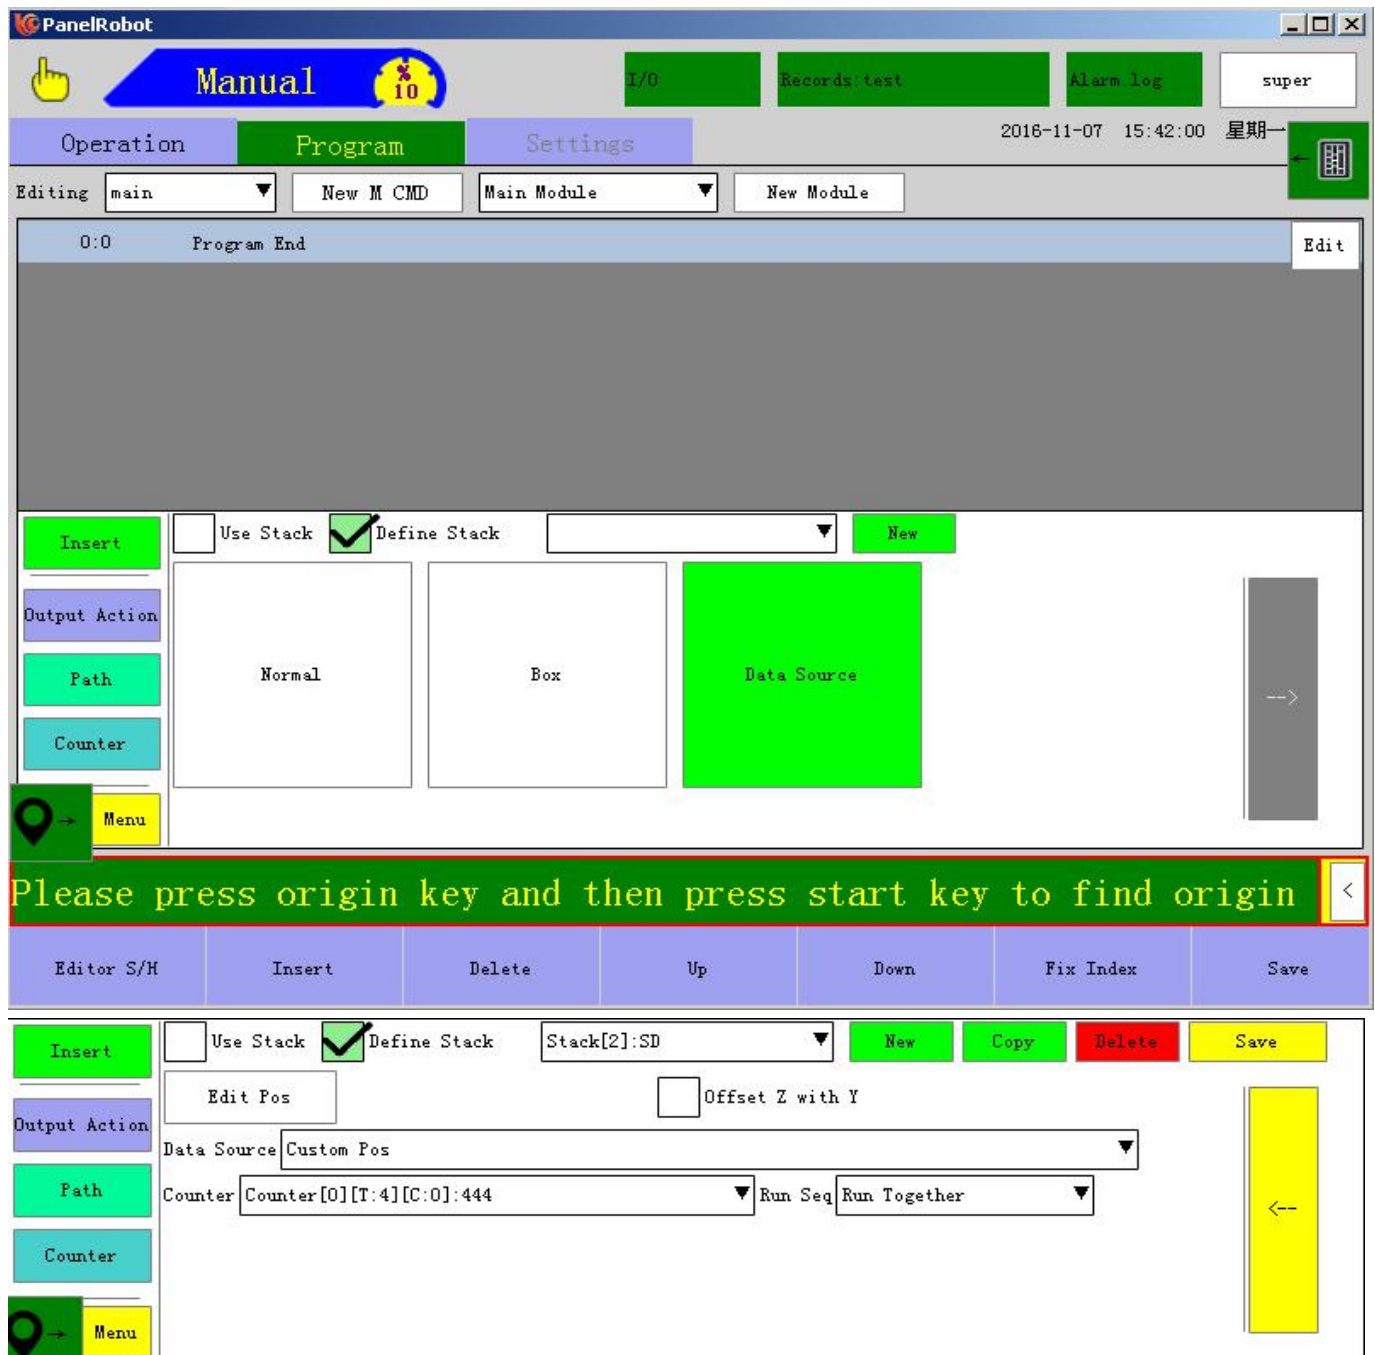 PanelRobot
Manual % 10 I/O Records:test Alarm log super
Operation Program Settings 2016-11-07 15:42:00 星期一
Editing main New M CMD Main Module New Module
0:0 Program End Edit
Insert Use Stack Define Stack New
Output Action
Normal Box Data Source
Path
-->
Counter
Menu
Please press origin key and then press start key to find origin <
Editor S/H Insert Delete Up Down Fix Index Save
Insert Use Stack Define Stack Stack[2]:SD New Copy Delete Save
Edit Pos Offset Z with Y
Output Action
Data Source Custom Pos
Path Counter Counter[0][T:4][C:0]:444 Run Seq Run Together
<--
Counter
Menu